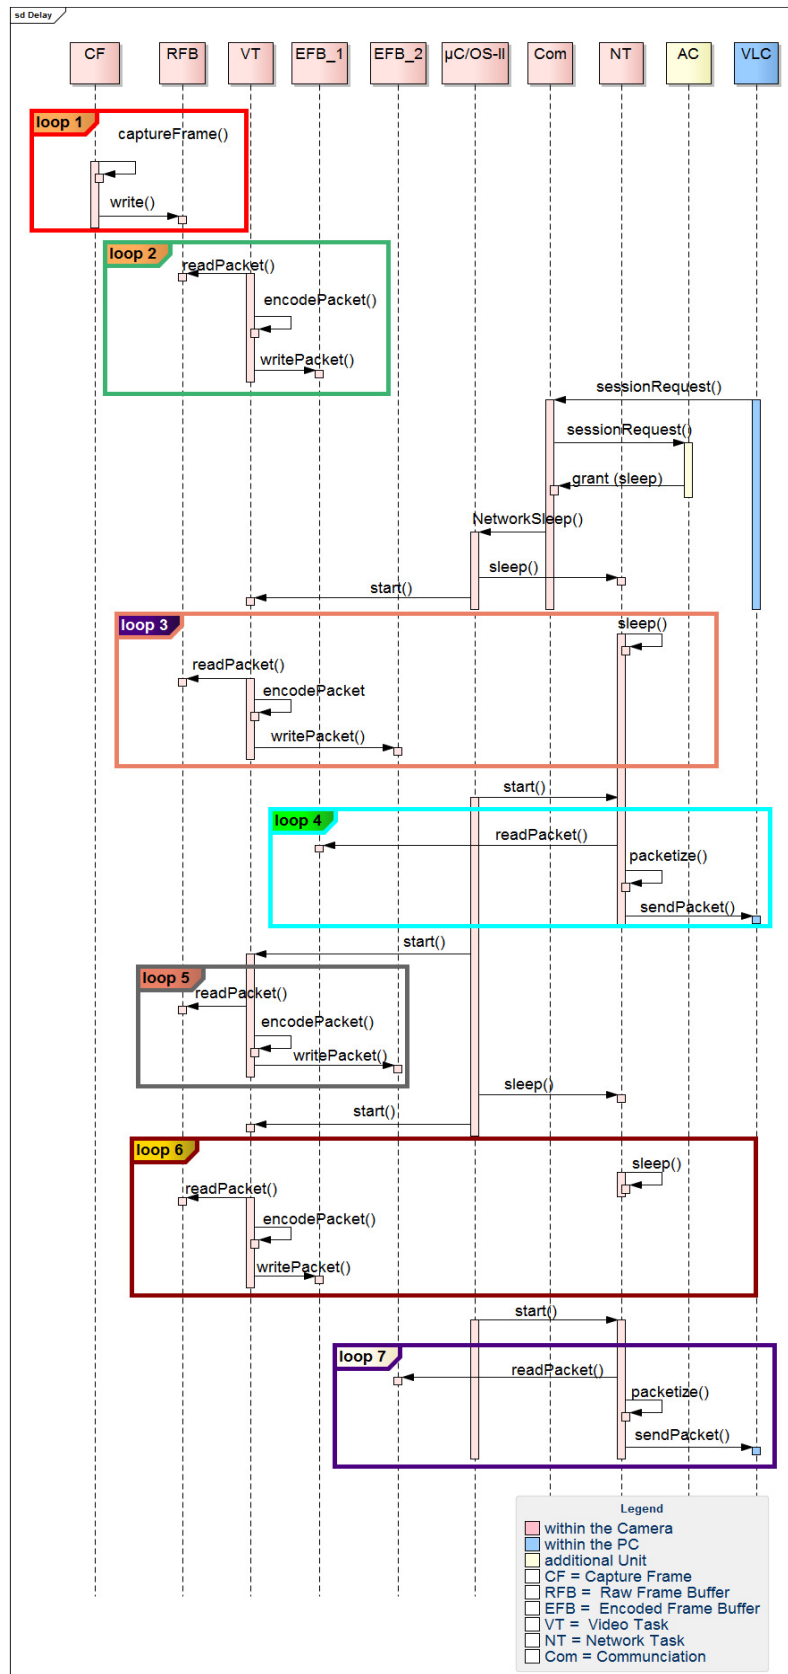 sd Delay
CF RFB VT EFB_1 EFB_2 µC/OS-II Com NT AC VLC
loop 1
captureFrame()
write()
loop 2
readPacket()
encodePacket()
writePacket()
sessionRequest()
sessionRequest()
grant (sleep)
NetworkSleep()
sleep()
start()
loop 3
sleep()
readPacket()
encodePacket
writePacket()
start()
loop 4
readPacket()
packetize()
sendPacket()
start()
loop 5
readPacket()
encodePacket()
writePacket()
sleep()
start()
loop 6
sleep()
readPacket()
encodePacket()
writePacket()
start()
loop 7
readPacket()
packetize()
sendPacket()
Legend
within the Camera
within the PC
additional Unit
CF = Capture Frame
RFB = Raw Frame Buffer
EFB = Encoded Frame Buffer
VT = Video Task
NT = Network Task
Com = Communciation